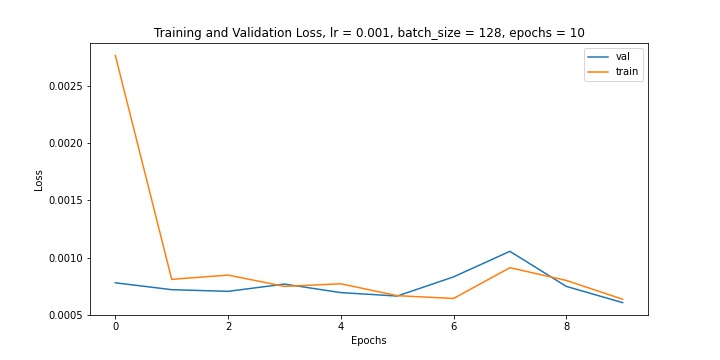 Training and Validation Loss, lr = 0.001, batch_size = 128, epochs = 10
val
train
0.0025
0.0020
0.0015
0.0010
0.0005
Loss
0 2 4 6 8
Epochs